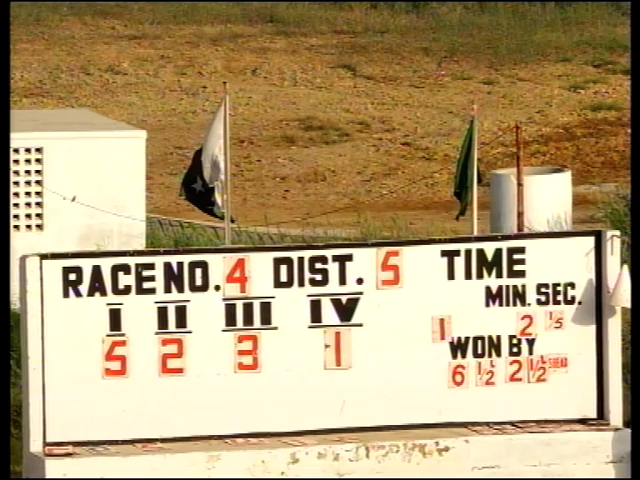 RACE NO. 4 DIST. 5 TIME
MIN. SEC.
I II III IV
1 2 1/5
5 2 3 1
WON BY
6 1/2 2 1/2